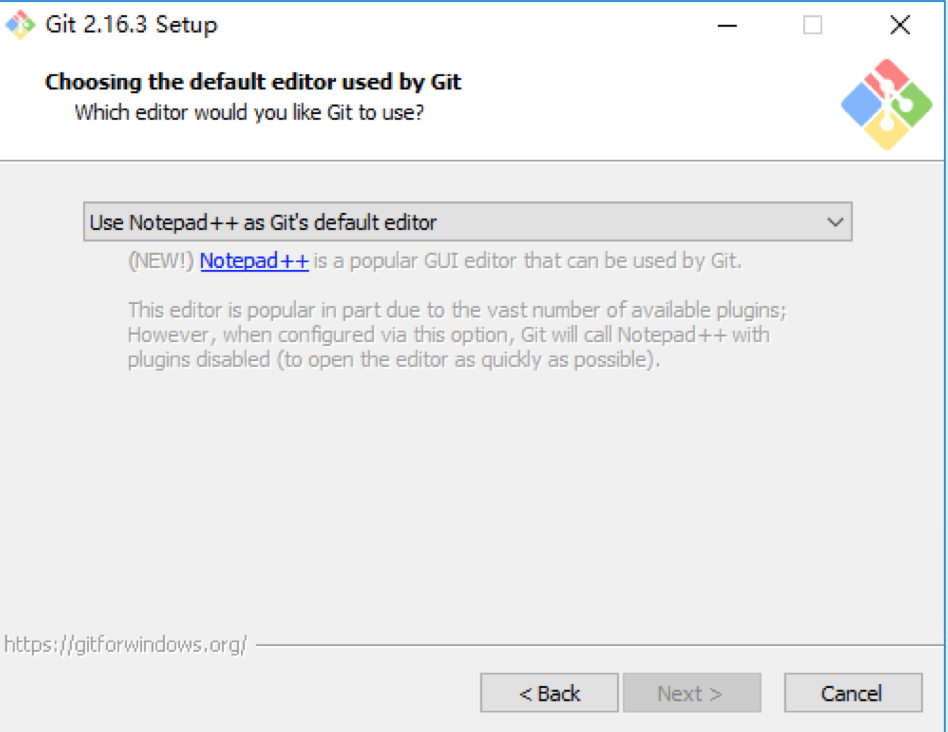 Git 2.16.3 Setup
Choosing the default editor used by Git
Which editor would you like Git to use?
Use Notepad++ as Git's default editor
(NEW!) Notepad++ is a popular GUI editor that can be used by Git.
This editor is popular in part due to the vast number of available plugins;
However, when configured via this option, Git will call Notepad++ with
plugins disabled (to open the editor as quickly as possible).
https://gitforwindows.org/
< Back Next > Cancel